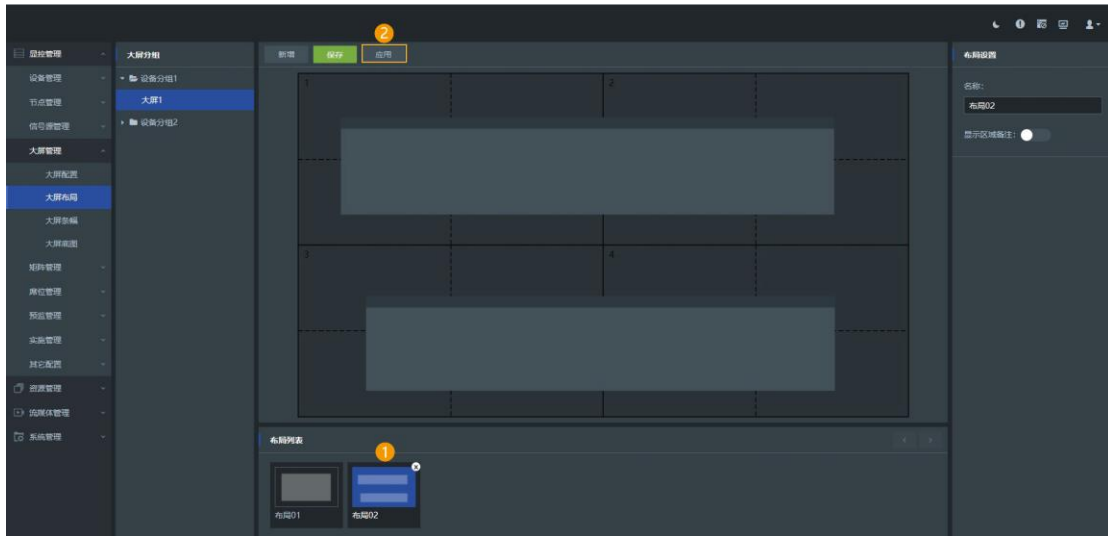 2
显控管理
大屏分组
新增
保存
应用
布局设置
设备管理
设备分组1
1
2
名称:
节点管理
大屏1
布局02
信号源管理
设备分组2
显示区域备注:
大屏管理
大屏配置
大屏布局
大屏条幅
大屏底图
矩阵管理
3
4
席位管理
预监管理
实施管理
其它配置
资源管理
流媒体管理
系统管理
布局列表
1
布局01
布局02